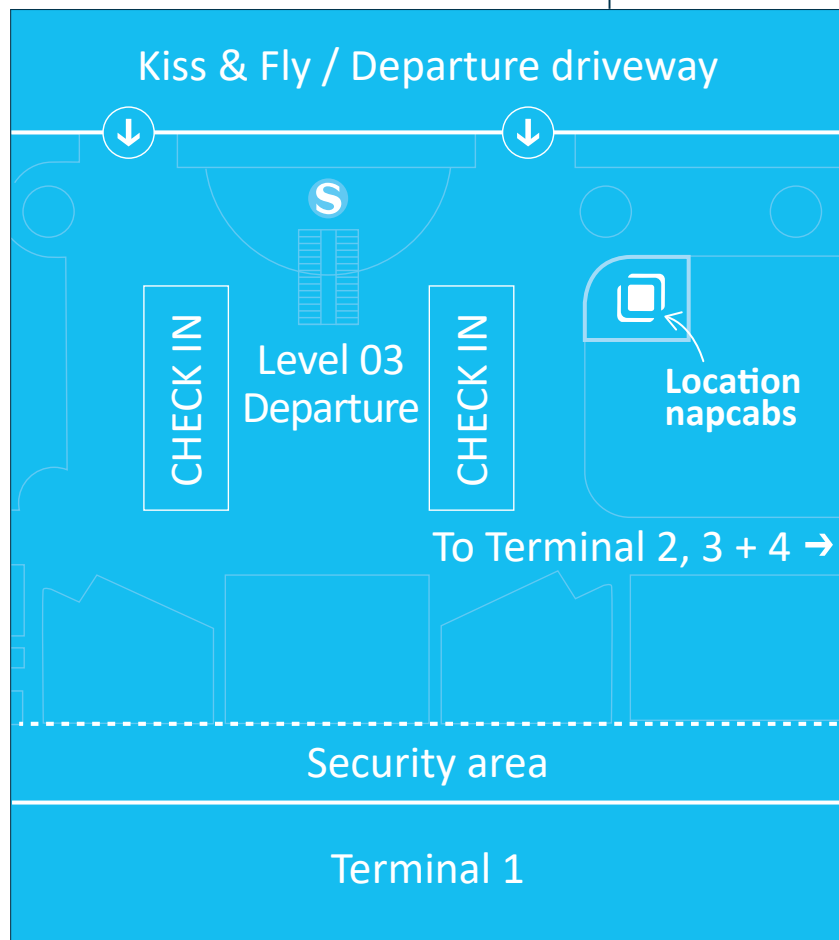 Kiss & Fly / Departure driveway
S
CHECK IN
Level 03
Departure
CHECK IN
Location
napcabs
To Terminal 2, 3 + 4 →
Security area
Terminal 1